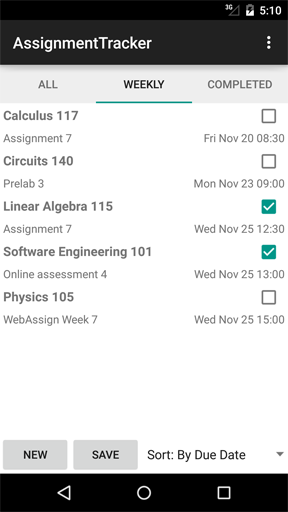 3G 5:10
AssignmentTracker
ALL WEEKLY COMPLETED
Calculus 117
Assignment 7 Fri Nov 20 08:30
Circuits 140
Prelab 3 Mon Nov 23 09:00
Linear Algebra 115
Assignment 7 Wed Nov 25 12:30
Software Engineering 101
Online assessment 4 Wed Nov 25 13:00
Physics 105
WebAssign Week 7 Wed Nov 25 15:00
NEW SAVE Sort: By Due Date